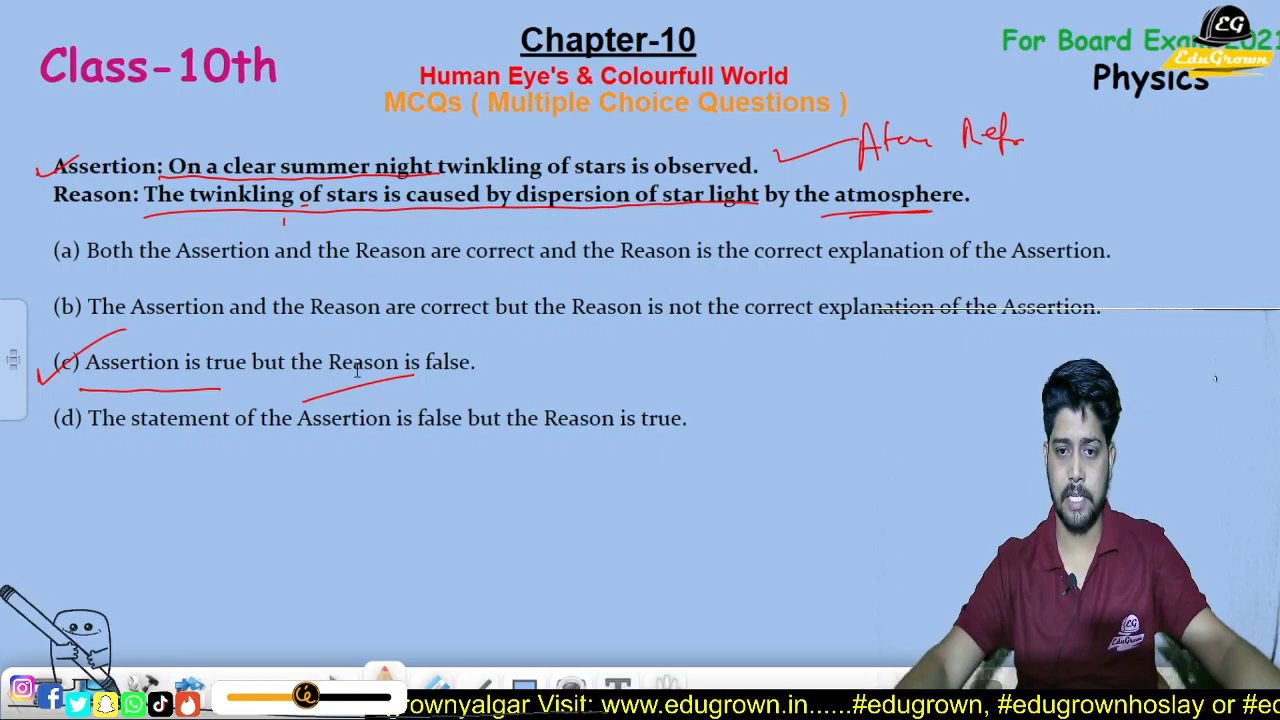 Class-10th
Chapter-10
Human Eye's & Colourfull World
MCQs ( Multiple Choice Questions )
For Board Exam 2021
Physics
EG
EduGrown
Assertion: On a clear summer night twinkling of stars is observed.
Reason: The twinkling of stars is caused by dispersion of star light by the atmosphere.
(a) Both the Assertion and the Reason are correct and the Reason is the correct explanation of the Assertion.
(b) The Assertion and the Reason are correct but the Reason is not the correct explanation of the Assertion.
(c) Assertion is true but the Reason is false.
(d) The statement of the Assertion is false but the Reason is true.
EG
EduGrown
grownyalgar Visit: www.edugrown.in......#edugrown, #edugrownhoslay or #ed